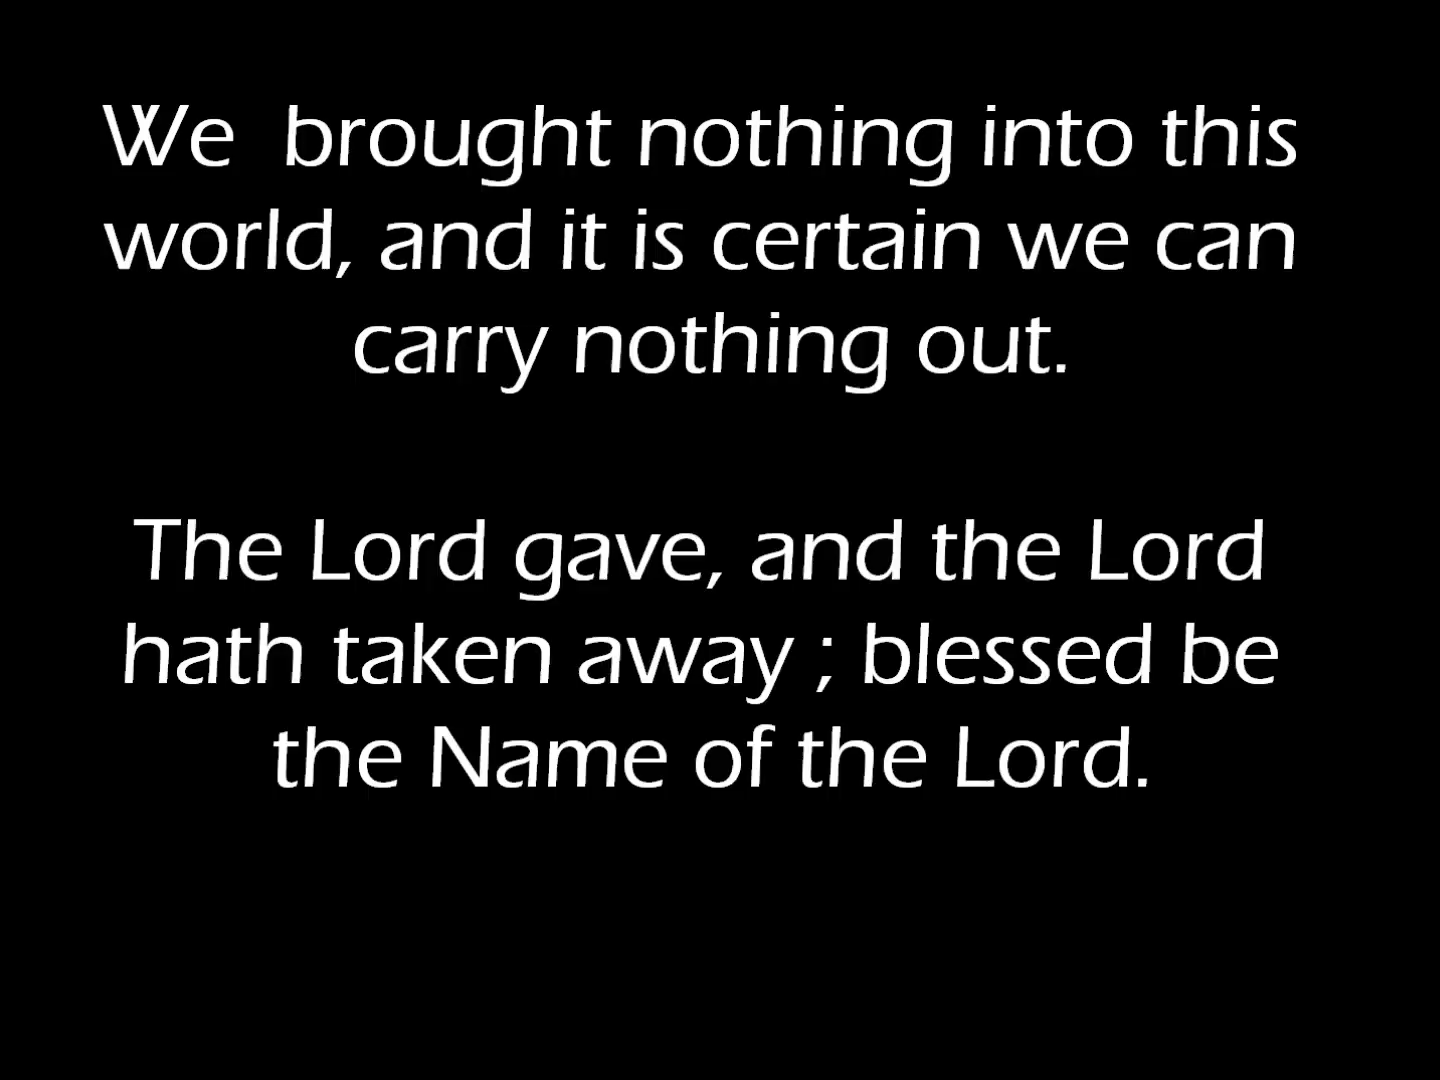 We  brought nothing into this
world, and it is certain we can
carry nothing out.
The Lord gave, and the Lord
hath taken away ; blessed be
the Name of the Lord.